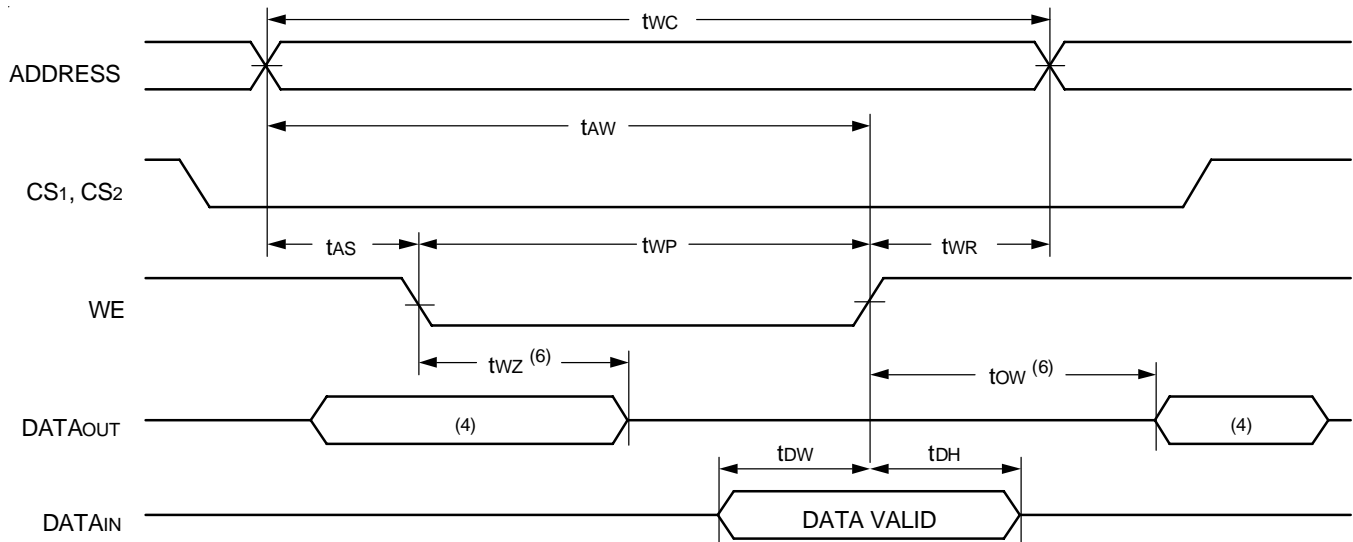 tWC
ADDRESS
tAW
CS1, CS2
tAS
tWP
tWR
WE
tWZ (6)
tOW (6)
DATAOUT
(4)
(4)
tDW
tDH
DATAIN
DATA VALID